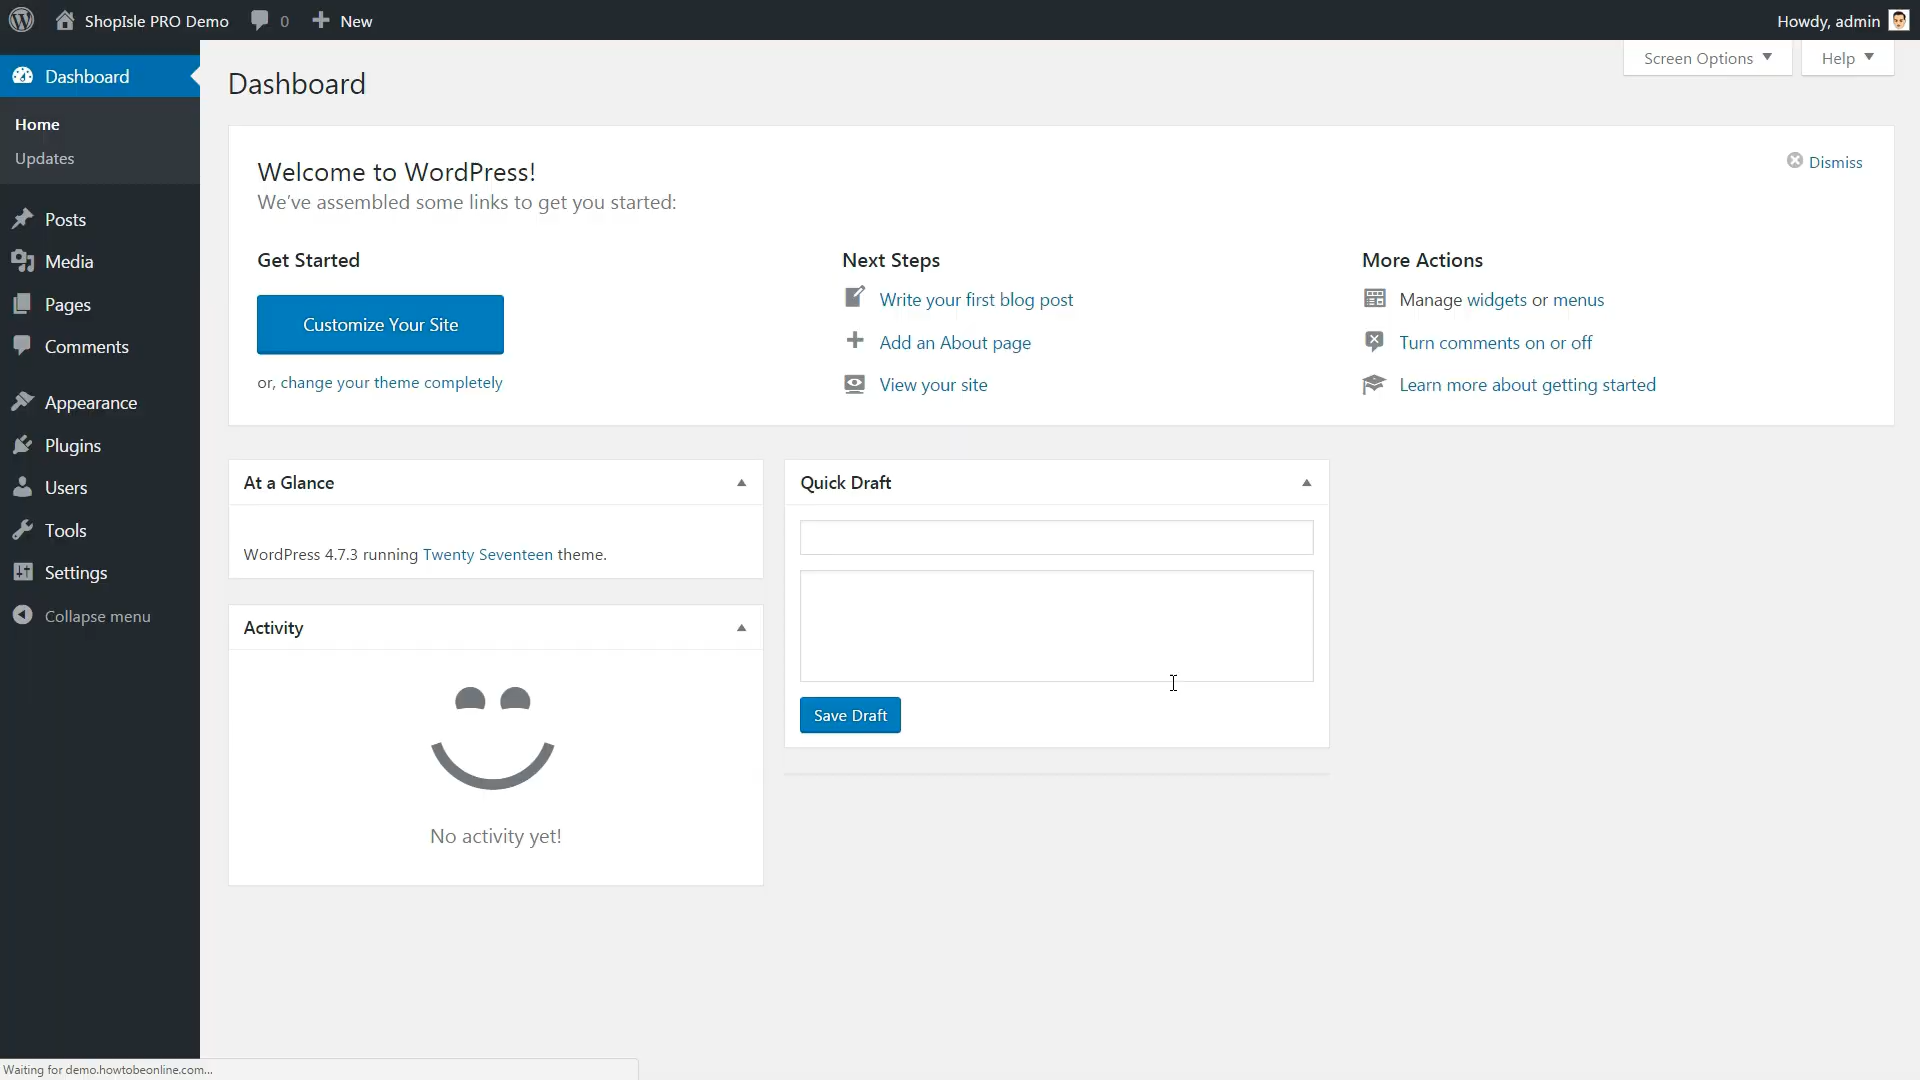 ShopIsle PRO Demo 0 New Howdy, admin
Screen Options Help
Dashboard
Home
Updates
Posts
Media
Pages
Comments
Appearance
Plugins
Users
Tools
Settings
Collapse menu
Dashboard
Welcome to WordPress!
Dismiss
We've assembled some links to get you started:
Get Started
Customize Your Site
or, change your theme completely
Next Steps
Write your first blog post
Add an About page
View your site
More Actions
Manage widgets or menus
Turn comments on or off
Learn more about getting started
At a Glance
WordPress 4.7.3 running Twenty Seventeen theme.
Activity
No activity yet!
Quick Draft
Save Draft
Waiting for demo.howtobeonline.com...